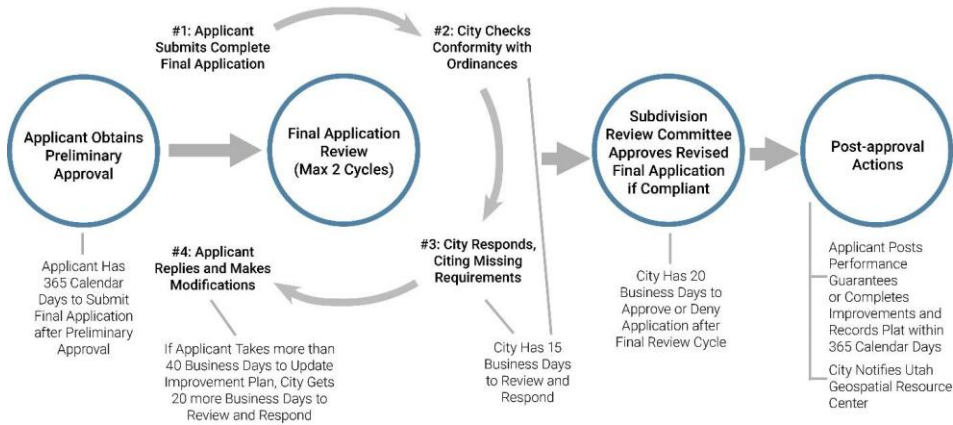 #1: Applicant
Submits Complete
Final Application
#2: City Checks
Conformity with
Ordinances
Applicant Obtains
Preliminary
Approval
Final Application
Review
(Max 2 Cycles)
Subdivision
Review Committee
Approves Revised
Final Application
if Compliant
Post-approval
Actions
#4: Applicant
Replies and Makes
Modifications
#3: City Responds,
Citing Missing
Requirements
Applicant Has
365 Calendar
Days to Submit
Final Application
after Preliminary
Approval
If Applicant Takes more than
40 Business Days to Update
Improvement Plan, City Gets
20 more Business Days to
Review and Respond
City Has 15
Business Days
to Review and
Respond
City Has 20
Business Days to
Approve or Deny
Application after
Final Review Cycle
Applicant Posts
Performance
Guarantees
or Completes
Improvements and
Records Plat within
365 Calendar Days
City Notifies Utah
Geospatial Resource
Center